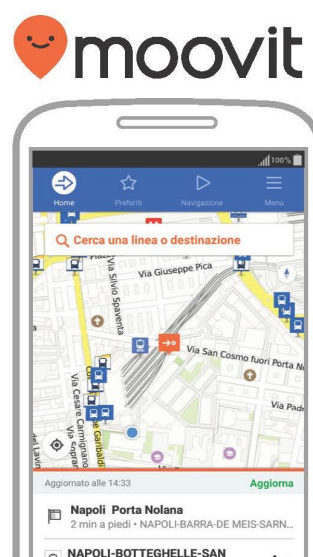 moovit
100%
Home Preferiti Navigazione Menu
Cerca una linea o destinazione
Via Giuseppe Pica
Via Silvio Spaventa
Via San Cosmo fuori Porta N
Via Cesare Carmignano
Garibaldi
Via Pad
Aggiornato alle 14:33 Aggiorna
Napoli Porta Nolana
2 min a piedi • NAPOLI-BARRA-DE MEIS-SARN...
NAPOLI-BOTTEGHELLE-SAN